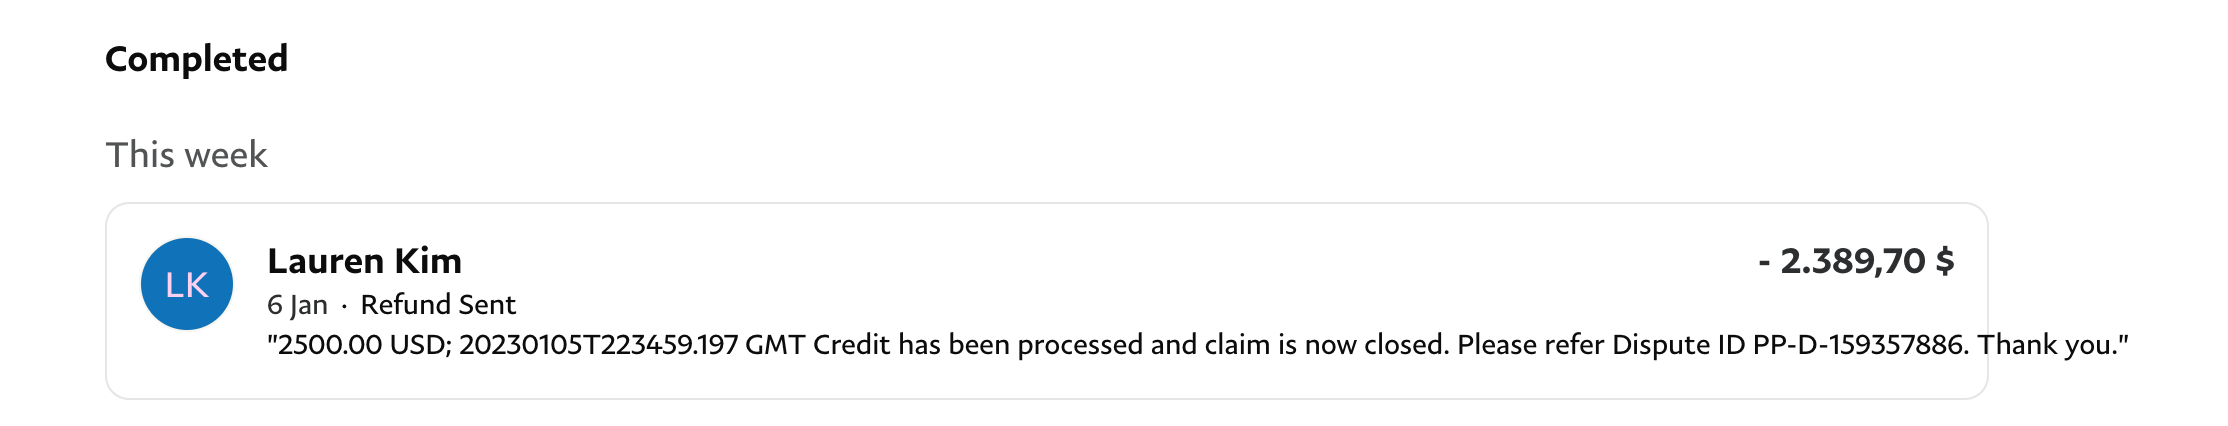 Completed
This week
LK
Lauren Kim
- 2.389,70 $
6 Jan · Refund Sent
"2500.00 USD; 20230105T223459.197 GMT Credit has been processed and claim is now closed. Please refer Dispute ID PP-D-159357886. Thank you."